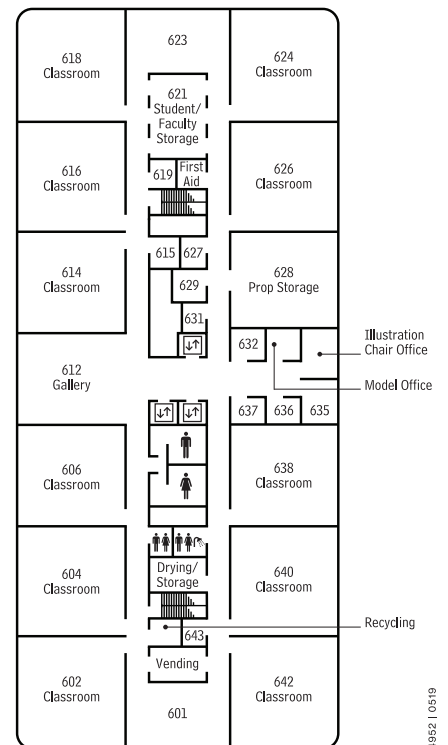 618
Classroom
623
624
Classroom
621
Student/
Faculty
Storage
616
Classroom
626
Classroom
619
First
Aid
615
627
614
Classroom
629
628
Prop Storage
631
632
Illustration
Chair Office
612
Gallery
Model Office
637
636
635
606
Classroom
638
Classroom
604
Classroom
Drying/
Storage
640
Classroom
Recycling
643
Vending
602
Classroom
601
642
Classroom
952 | 0519